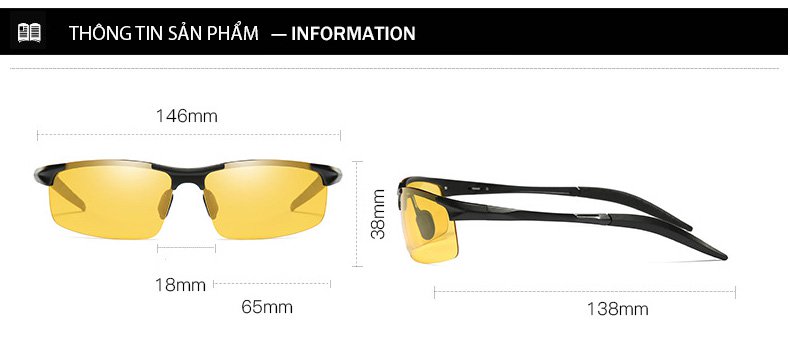 THÔNG TIN SẢN PHẨM — INFORMATION
146mm
38mm
18mm
65mm
138mm